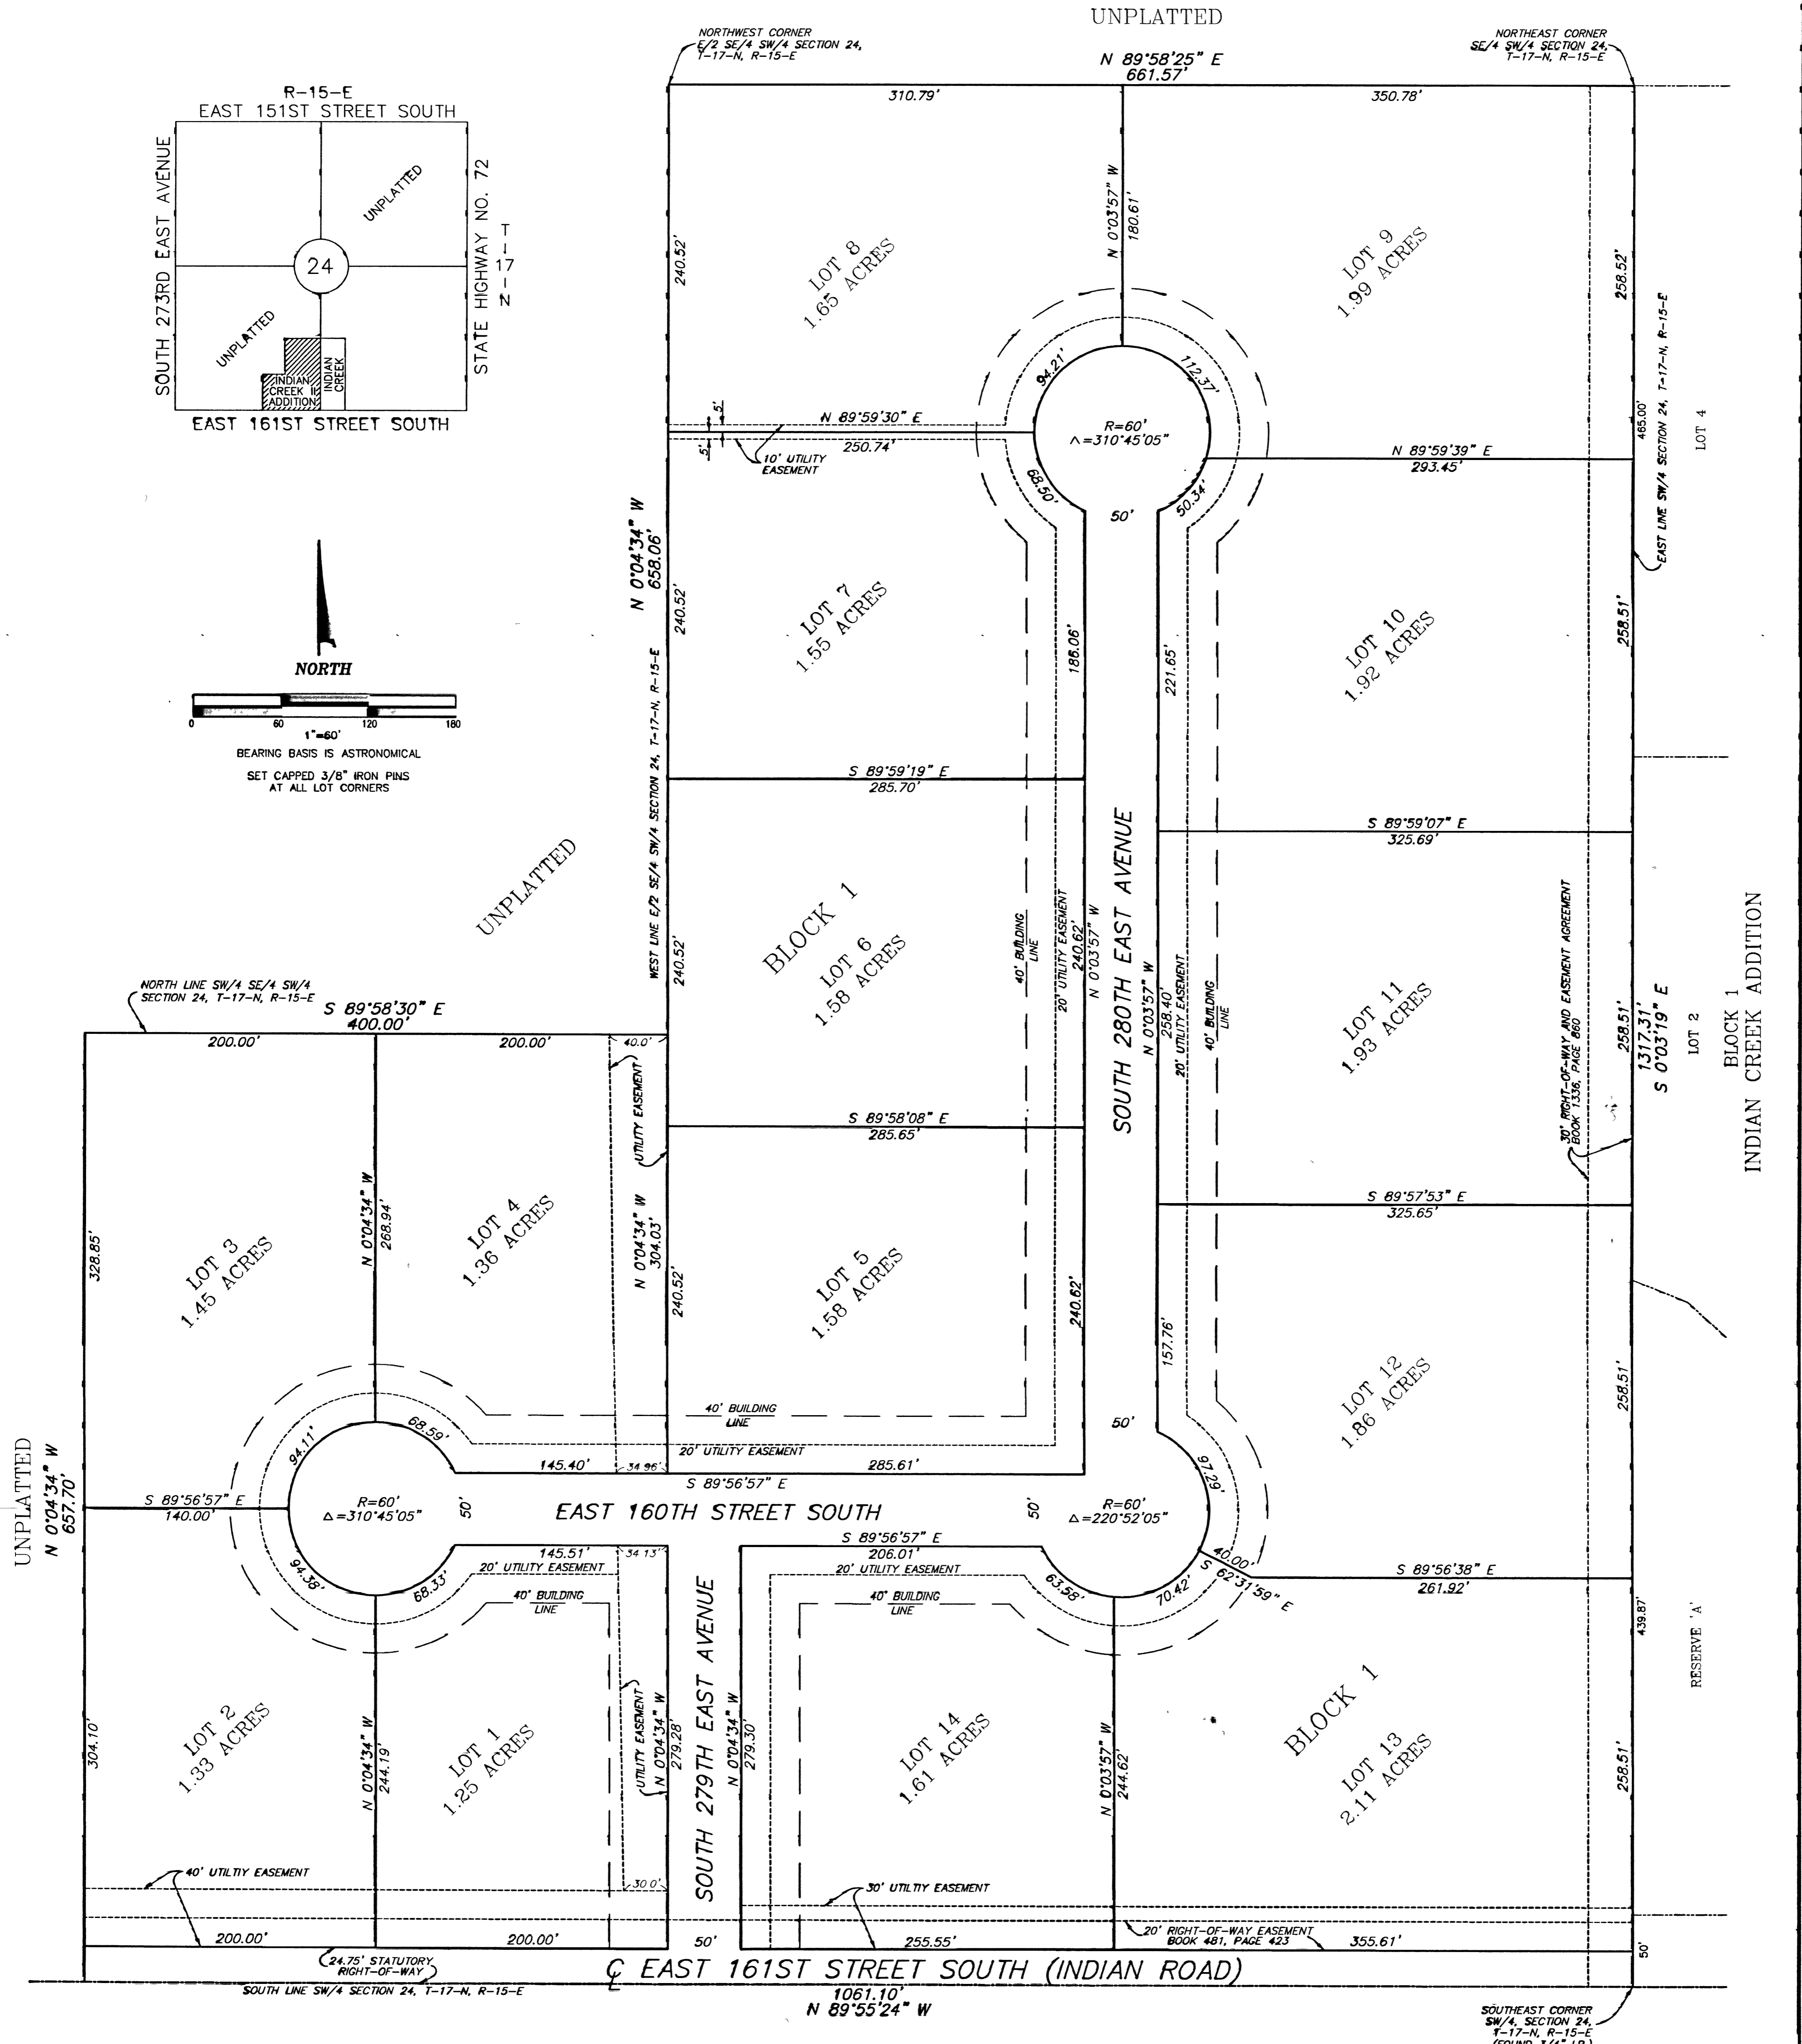 UNPLATTED
NORTHWEST CORNER
E/2 SE/4 SW/4 SECTION 24,
T-17-N, R-15-E
N 89°58'25" E
661.57'
NORTHEAST CORNER
SE/4 SW/4 SECTION 24,
T-17-N, R-15-E
310.79'
350.78'
R-15-E
EAST 151ST STREET SOUTH
SOUTH 273RD EAST AVENUE
UNPLATTED
STATE HIGHWAY NO. 72
T-17-N
24
UNPLATTED
INDIAN
CREEK II
ADDITION
INDIAN
CREEK
EAST 161ST STREET SOUTH
240.52'
LOT 8
1.65 ACRES
N 0°03'57" W
180.61'
LOT 9
1.99 ACRES
258.52'
EAST LINE SW/4 SECTION 24, T-17-N, R-15-E
94.21'
112.37'
R=60'
Δ=310°45'05"
5'
5'
N 89°59'30" E
250.74'
10' UTILITY
EASEMENT
68.50'
50.34'
50'
N 89°59'39" E
293.45'
465.00'
LOT 4
NORTH
0 60 120 180
1"=60'
BEARING BASIS IS ASTRONOMICAL
SET CAPPED 3/8" IRON PINS
AT ALL LOT CORNERS
N 0°04'34" W
658.06'
240.52'
LOT 7
1.55 ACRES
186.06'
221.65'
LOT 10
1.92 ACRES
258.51'
WEST LINE E/2 SE/4 SW/4 SECTION 24, T-17-N, R-15-E
S 89°59'19" E
285.70'
S 89°59'07" E
325.69'
UNPLATTED
240.52'
BLOCK 1
LOT 6
1.58 ACRES
40' BUILDING
LINE
20' UTILITY EASEMENT
240.62'
N 0°03'57" W
SOUTH 280TH EAST AVENUE
N 0°03'57" W
258.40'
20' UTILITY EASEMENT
40' BUILDING
LINE
LOT 11
1.93 ACRES
30' RIGHT-OF-WAY AND EASEMENT AGREEMENT
BOOK 1336, PAGE 860
258.51'
1317.31'
S 0°03'19" E
LOT 2
BLOCK 1
INDIAN CREEK ADDITION
NORTH LINE SW/4 SE/4 SW/4
SECTION 24, T-17-N, R-15-E
S 89°58'30" E
400.00'
200.00'
200.00'
40.0'
UTILITY EASEMENT
S 89°58'08" E
285.65'
S 89°57'53" E
325.65'
328.85'
LOT 3
1.45 ACRES
N 0°04'34" W
268.94'
LOT 4
1.36 ACRES
N 0°04'34" W
304.03'
240.52'
LOT 5
1.58 ACRES
240.62'
157.76'
LOT 12
1.86 ACRES
258.51'
40' BUILDING
LINE
20' UTILITY EASEMENT
50'
94.11'
68.59'
145.40'
34.96'
285.61'
S 89°56'57" E
97.29'
UNPLATTED
N 0°04'34" W
657.70'
S 89°56'57" E
140.00'
R=60'
Δ=310°45'05"
50'
EAST 160TH STREET SOUTH
50'
R=60'
Δ=220°52'05"
S 89°56'57" E
206.01'
40.00'
S 62°31'59" E
S 89°56'38" E
261.92'
94.38'
68.33'
145.51'
34.13'
20' UTILITY EASEMENT
40' BUILDING
LINE
20' UTILITY EASEMENT
40' BUILDING
LINE
63.58'
70.42'
439.87'
RESERVE 'A'
304.10'
LOT 2
1.33 ACRES
N 0°04'34" W
244.19'
LOT 1
1.25 ACRES
UTILITY EASEMENT
N 0°04'34" W
279.28'
SOUTH 279TH EAST AVENUE
N 0°04'34" W
279.30'
LOT 14
1.61 ACRES
N 0°03'57" W
244.62'
BLOCK 1
LOT 13
2.11 ACRES
258.51'
40' UTILTIY EASEMENT
30.0'
30' UTILTIY EASEMENT
200.00'
200.00'
50'
255.55'
20' RIGHT-OF-WAY EASEMENT
BOOK 481, PAGE 423
355.61'
50'
24.75' STATUTORY
RIGHT-OF-WAY
℄ EAST 161ST STREET SOUTH (INDIAN ROAD)
SOUTH LINE SW/4 SECTION 24, T-17-N, R-15-E
1061.10'
N 89°55'24" W
SOUTHEAST CORNER
SW/4, SECTION 24,
T-17-N, R-15-E